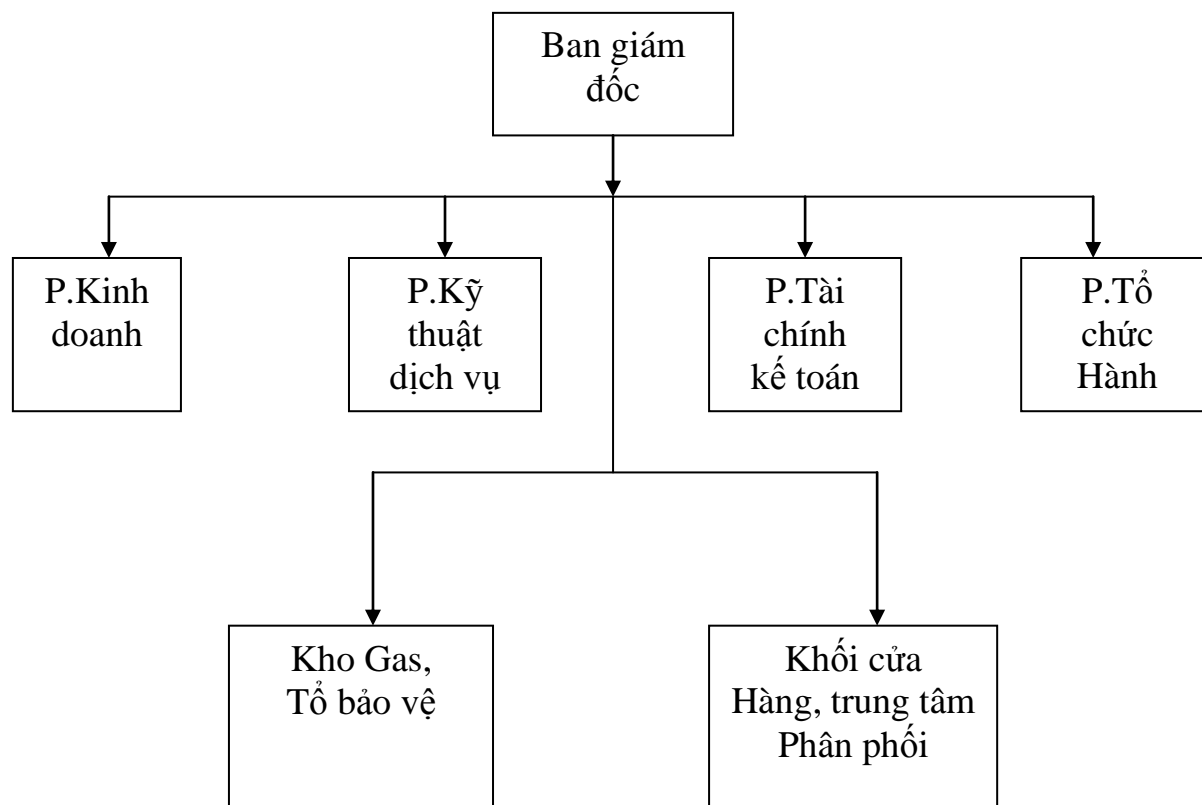 Ban giám
đốc
P.Kinh
doanh
P.Kỹ
thuật
dịch vụ
P.Tài
chính
kế toán
P.Tổ
chức
Hành
Kho Gas,
Tổ bảo vệ
Khối cửa
Hàng, trung tâm
Phân phối